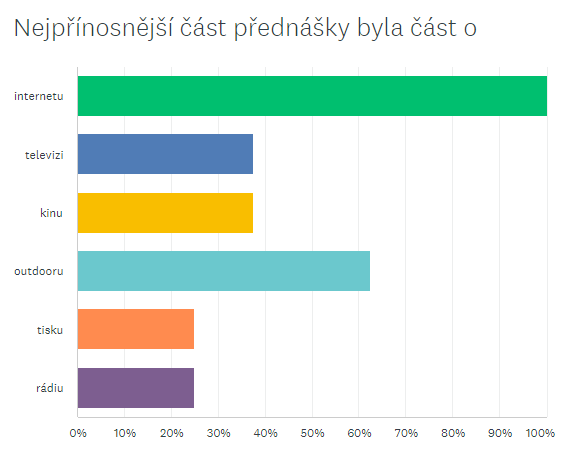 Nejpřínosnější část přednášky byla část o
internetu
televizi
kinu
outdooru
tisku
rádiu
0% 10% 20% 30% 40% 50% 60% 70% 80% 90% 100%